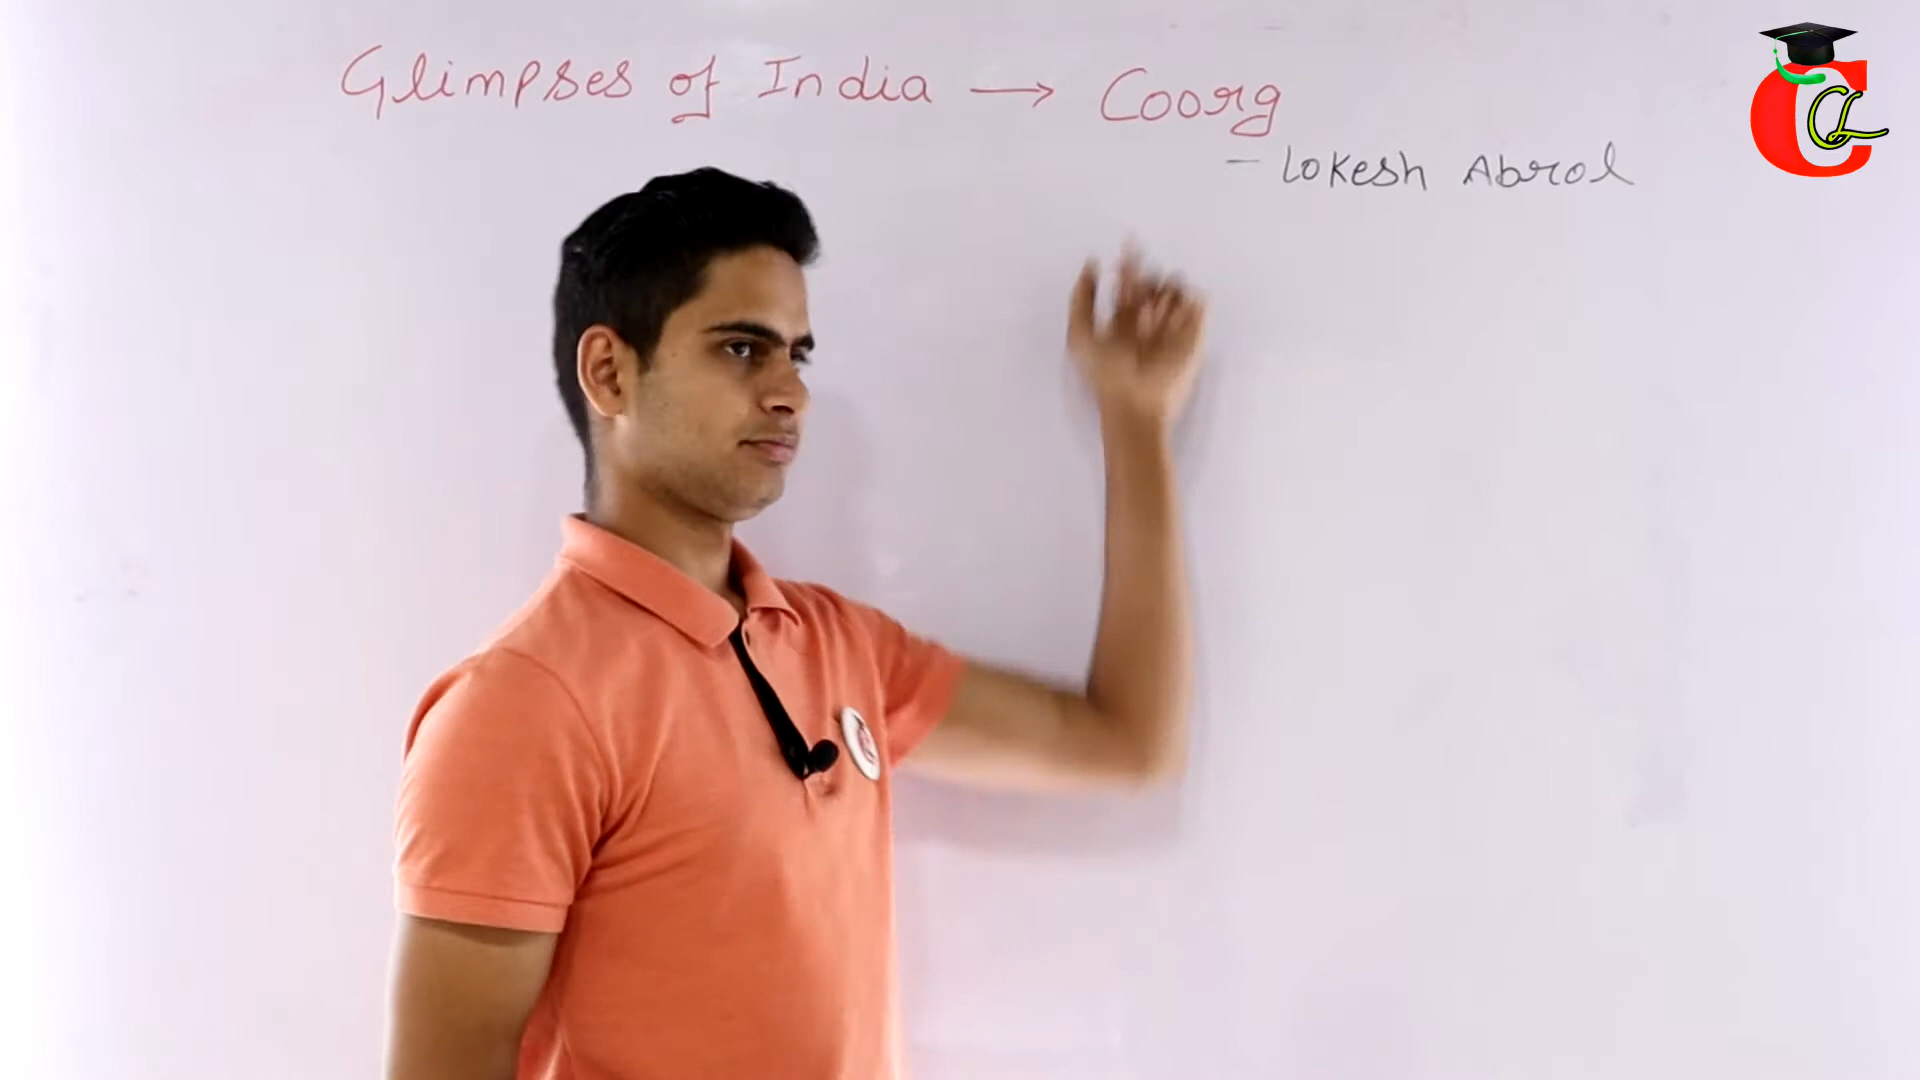 Glimpses of India → Coorg
- Lokesh Abrol